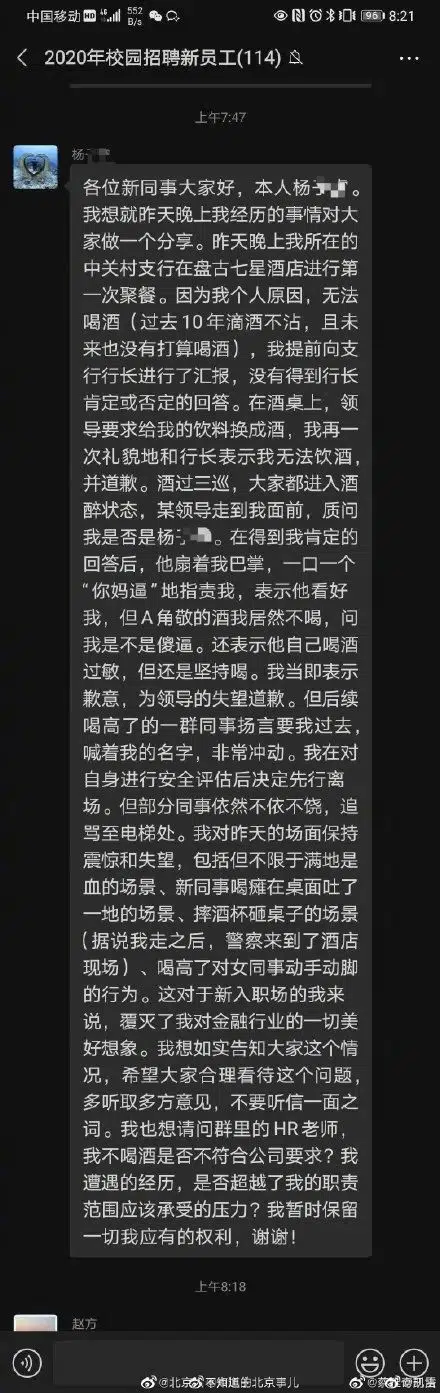 中国移动 HD 4G 552 B/s 96 8:21
2020年校园招聘新员工(114)
上午7:47
杨子
各位新同事大家好，本人杨子 。
我想就昨天晚上我经历的事情对大
家做一个分享。昨天晚上我所在的
中关村支行在盘古七星酒店进行第
一次聚餐。因为我个人原因，无法
喝酒（过去10年滴酒不沾，且未
来也没有打算喝酒），我提前向支
行行长进行了汇报，没有得到行长
肯定或否定的回答。在酒桌上，领
导要求给我的饮料换成酒，我再一
次礼貌地和行长表示我无法饮酒，
并道歉。酒过三巡，大家都进入酒
醉状态，某领导走到我面前，质问
我是否是杨子 。在得到我肯定的
回答后，他扇着我巴掌，一口一个
“你妈逼”地指责我，表示他看好
我，但A角敬的酒我居然不喝，问
我是不是傻逼。还表示他自己喝酒
过敏，但还是坚持喝。我当即表示
歉意，为领导的失望道歉。但后续
喝高了的一群同事扬言要我过去，
喊着我的名字，非常冲动。我在对
自身进行安全评估后决定先行离
场。但部分同事依然不依不饶，追
骂至电梯处。我对昨天的场面保持
震惊和失望，包括但不限于满地是
血的场景、新同事喝瘫在桌面吐了
一地的场景、摔酒杯砸桌子的场景
(据说我走之后，警察来到了酒店
现场）、喝高了对女同事动手动脚
的行为。这对于新入职场的我来
说，覆灭了我对金融行业的一切美
好想象。我想如实告知大家这个情
况，希望大家合理看待这个问题，
多听取多方意见，不要听信一面之
词。我也想请问群里的HR老师，
我不喝酒是否不符合公司要求？我
遭遇的经历，是否超越了我的职责
范围应该承受的压力？我暂时保留
一切我应有的权利，谢谢！
上午8:18
赵方
@北京 不知道的北京事儿